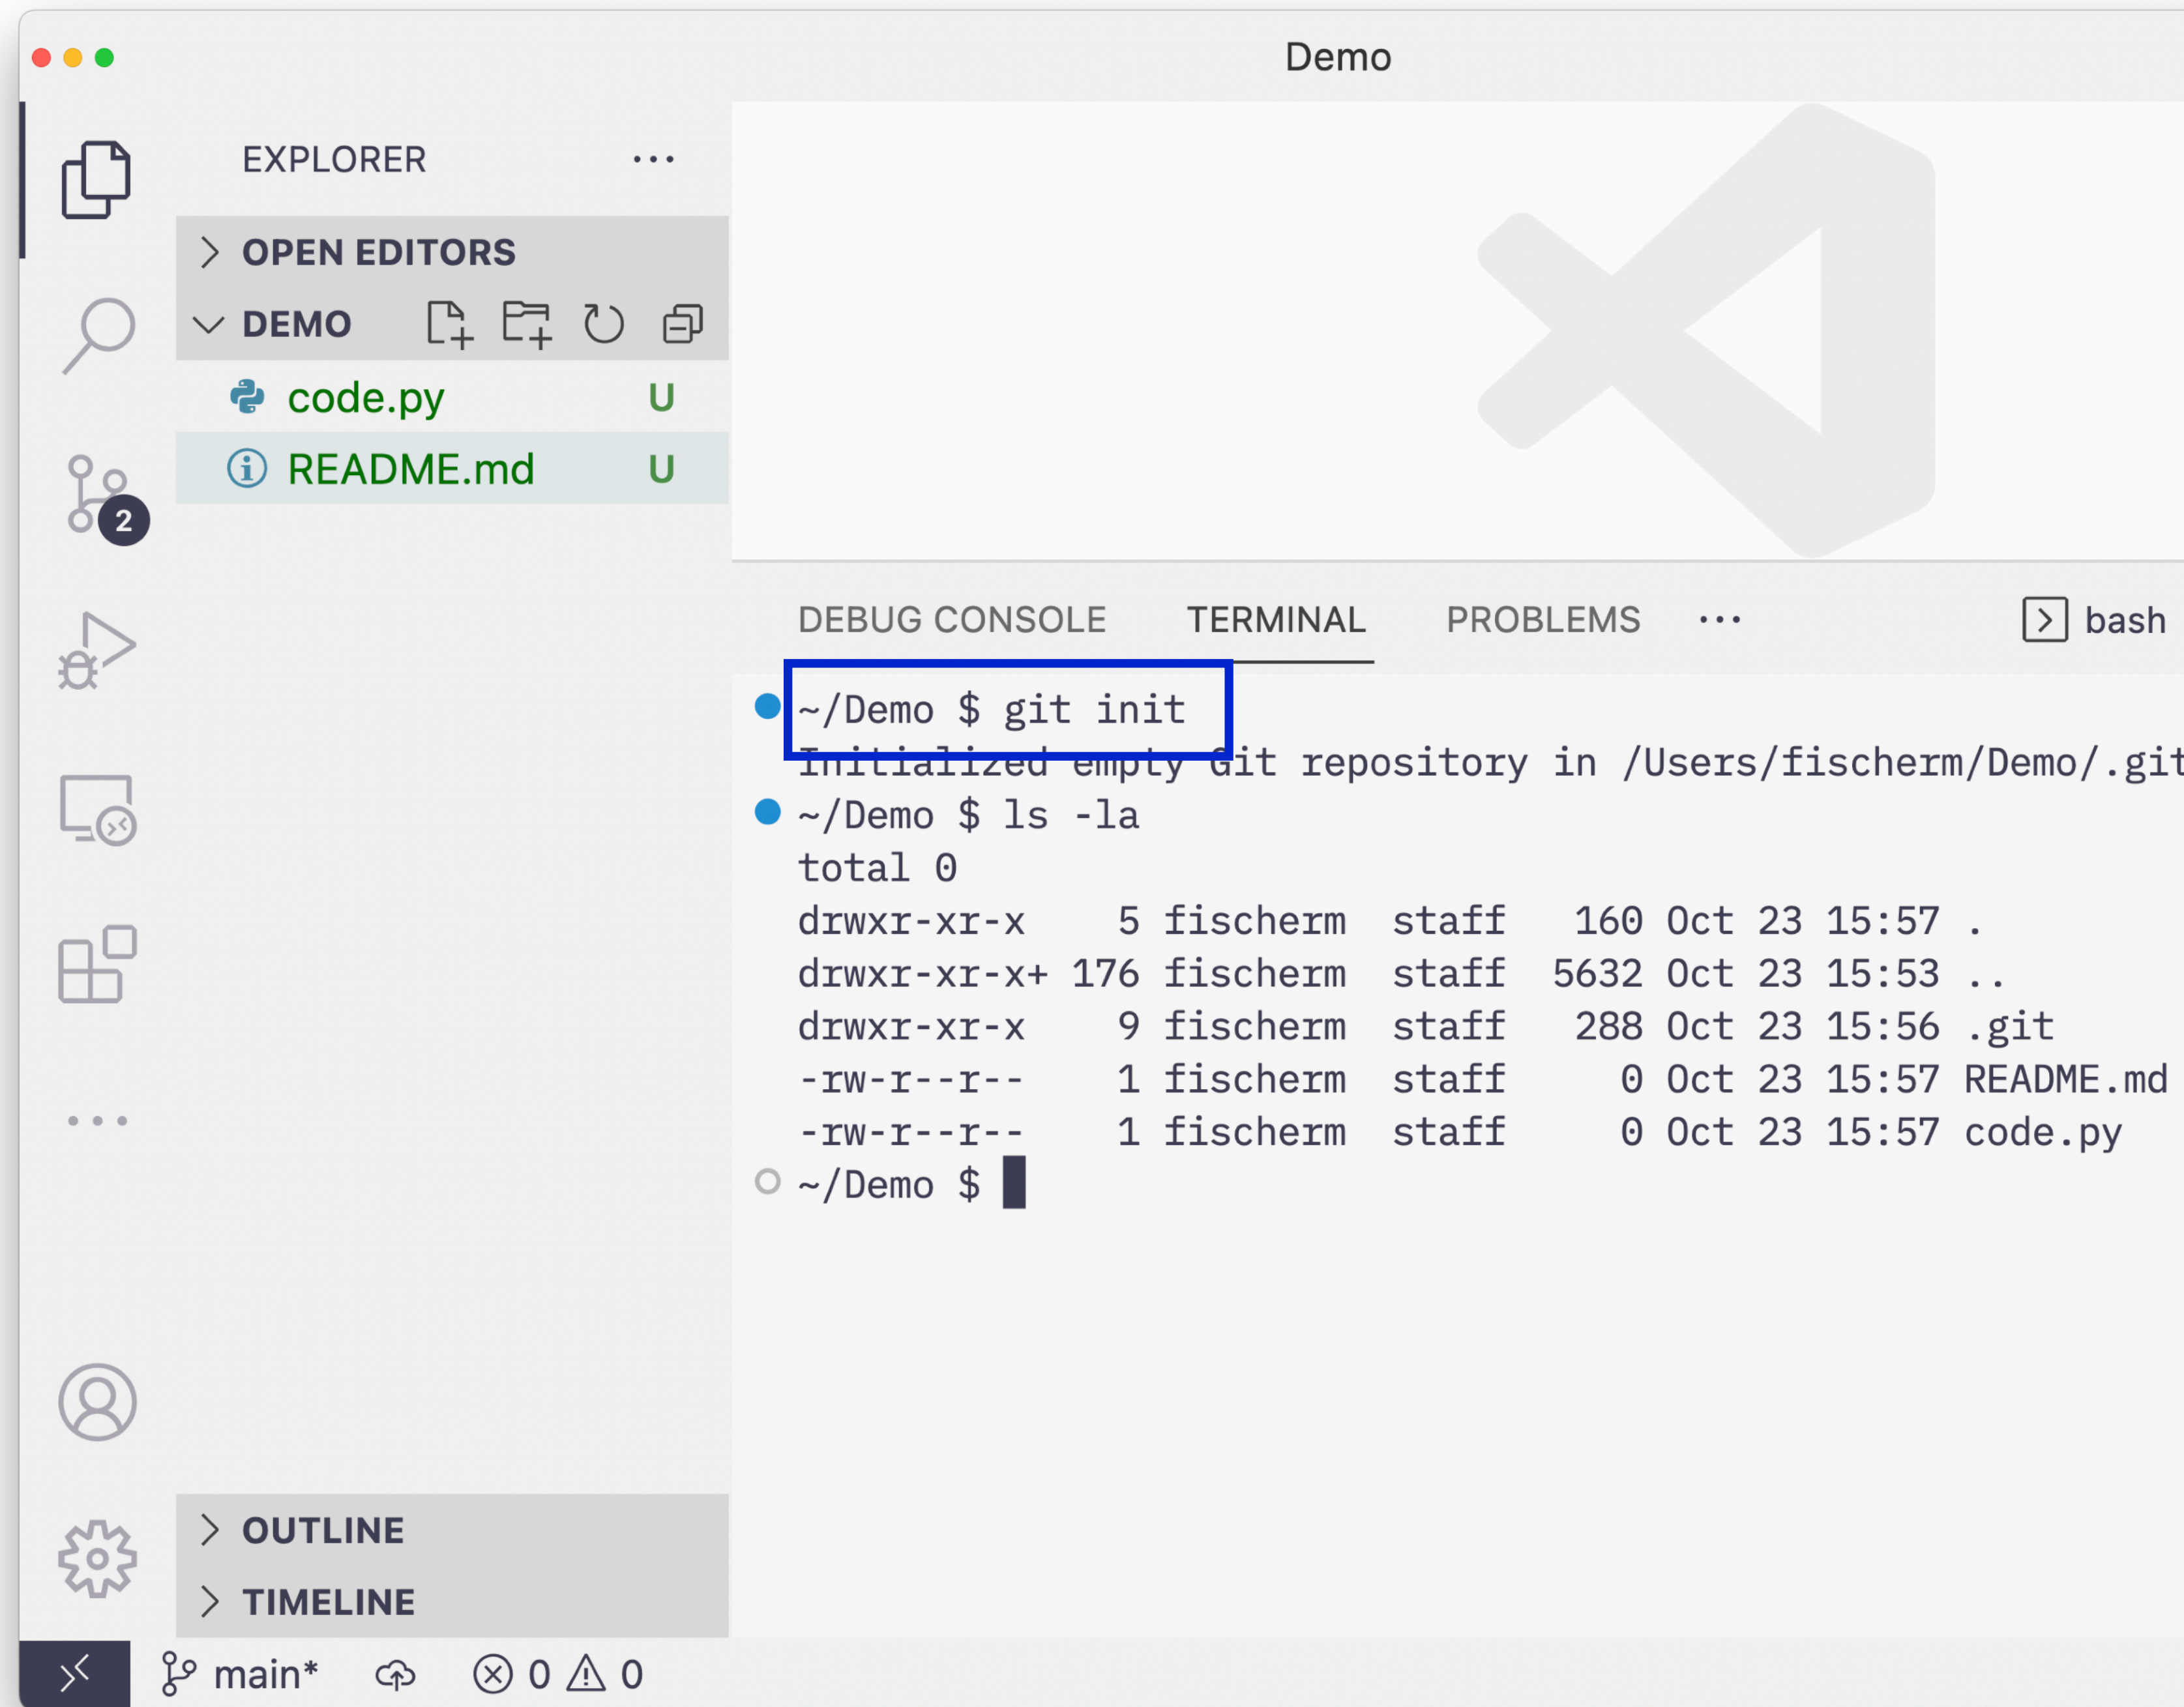 Demo
EXPLORER ...
OPEN EDITORS
DEMO
code.py U
README.md U
2
OUTLINE
TIMELINE
DEBUG CONSOLE TERMINAL PROBLEMS ... bash
~/Demo $ git init
Initialized empty Git repository in /Users/fischerm/Demo/.git
~/Demo $ ls -la
total 0
drwxr-xr-x 5 fischerm staff 160 Oct 23 15:57 .
drwxr-xr-x+ 176 fischerm staff 5632 Oct 23 15:53 ..
drwxr-xr-x 9 fischerm staff 288 Oct 23 15:56 .git
-rw-r--r-- 1 fischerm staff 0 Oct 23 15:57 README.md
-rw-r--r-- 1 fischerm staff 0 Oct 23 15:57 code.py
~/Demo $
main* 0 0